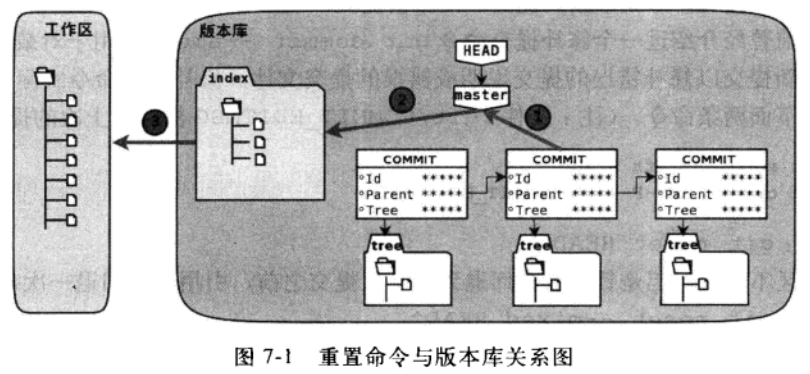 工作区
版本库
HEAD
index
master
1
2
3
COMMIT
Id *****
Parent *****
Tree *****
COMMIT
Id *****
Parent *****
Tree *****
COMMIT
Id *****
Parent *****
Tree *****
tree
tree
tree
图 7-1 重置命令与版本库关系图